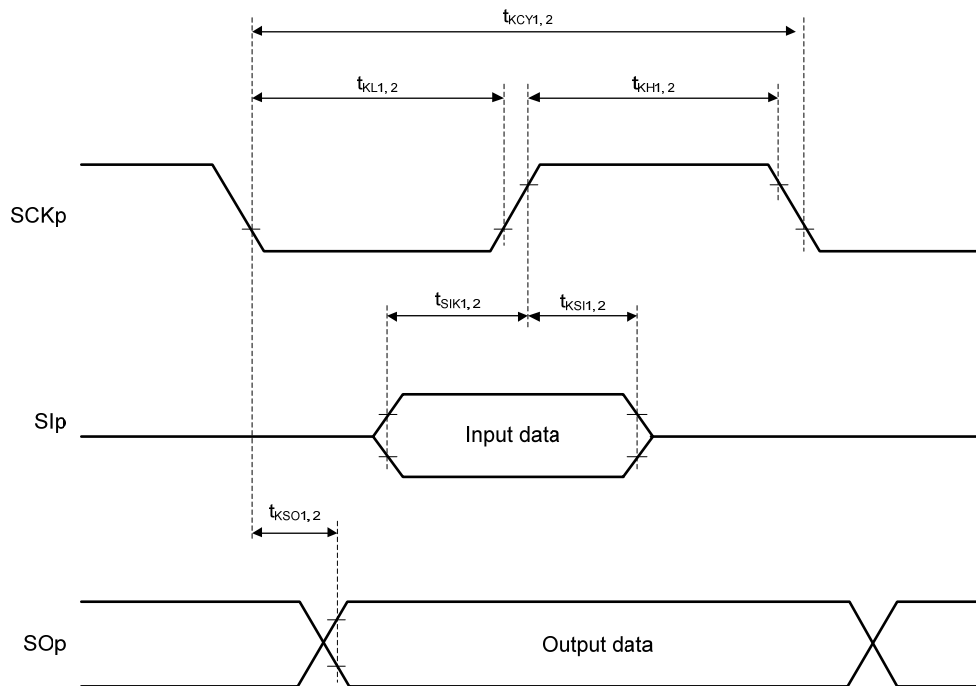 tKCY1, 2
tKL1, 2
tKH1, 2
SCKp
tSIK1, 2
tKSI1, 2
SIp
Input data
tKSO1, 2
SOp
Output data